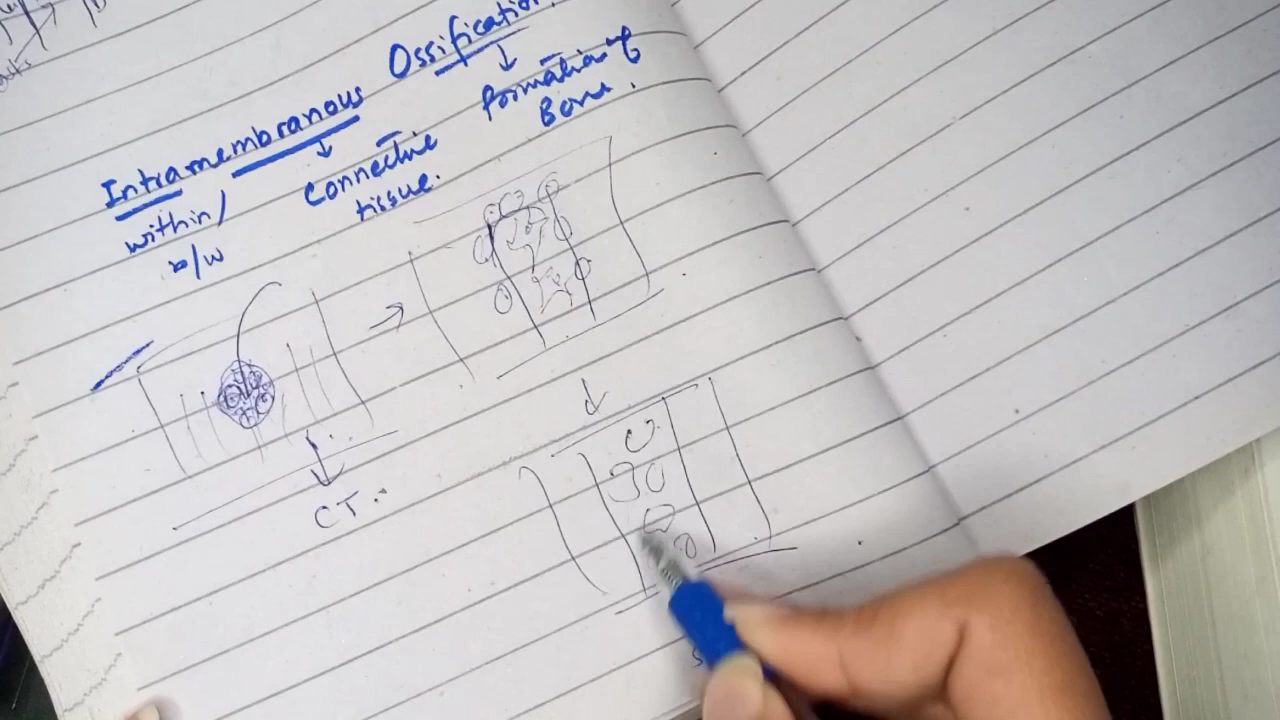 Intramembranous Ossification.
↓
Formation of
Bone.
↓
Connective
tissue.
within/
b/w
→
↓
↓
CT.